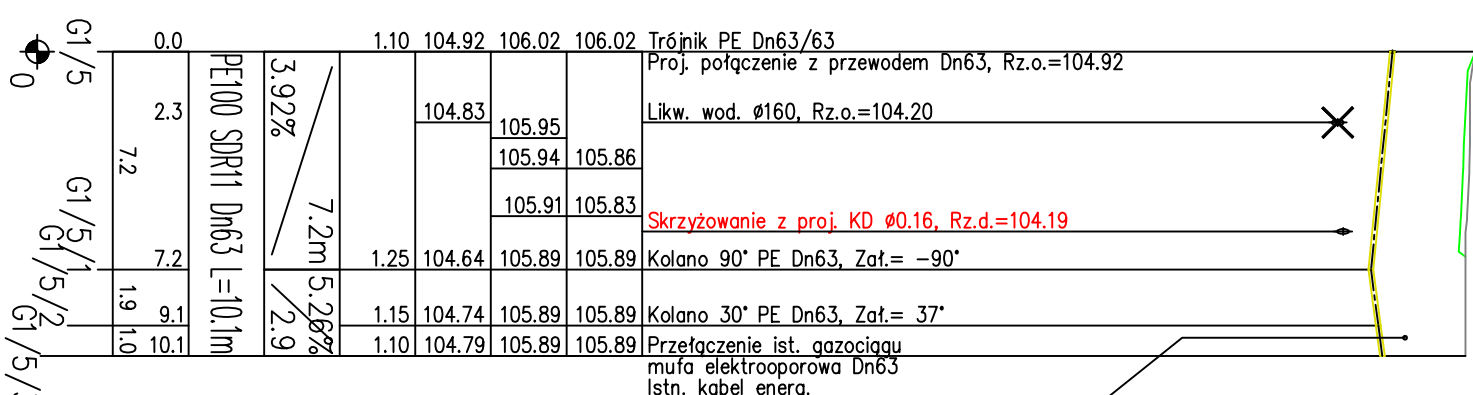 G1/5
0
0.0 1.10 104.92 106.02 106.02 Trójnik PE Dn63/63
Proj. połączenie z przewodem Dn63, Rz.o.=104.92
2.3 104.83 Likw. wod. ø160, Rz.o.=104.20
105.95
105.94 105.86
105.91 105.83
Skrzyżowanie z proj. KD ø0.16, Rz.d.=104.19
7.2
PE100 SDR11 Dn63 L=10.1m
3.92%
7.2m
G1/5/1
7.2 1.25 104.64 105.89 105.89 Kolano 90° PE Dn63, Zał.= -90°
G1/5/2
1.9
5.26%
2.9
9.1 1.15 104.74 105.89 105.89 Kolano 30° PE Dn63, Zał.= 37°
1.0
10.1 1.10 104.79 105.89 105.89 Przełączenie ist. gazociągu
mufa elektrooporowa Dn63
Istn. kabel energ.